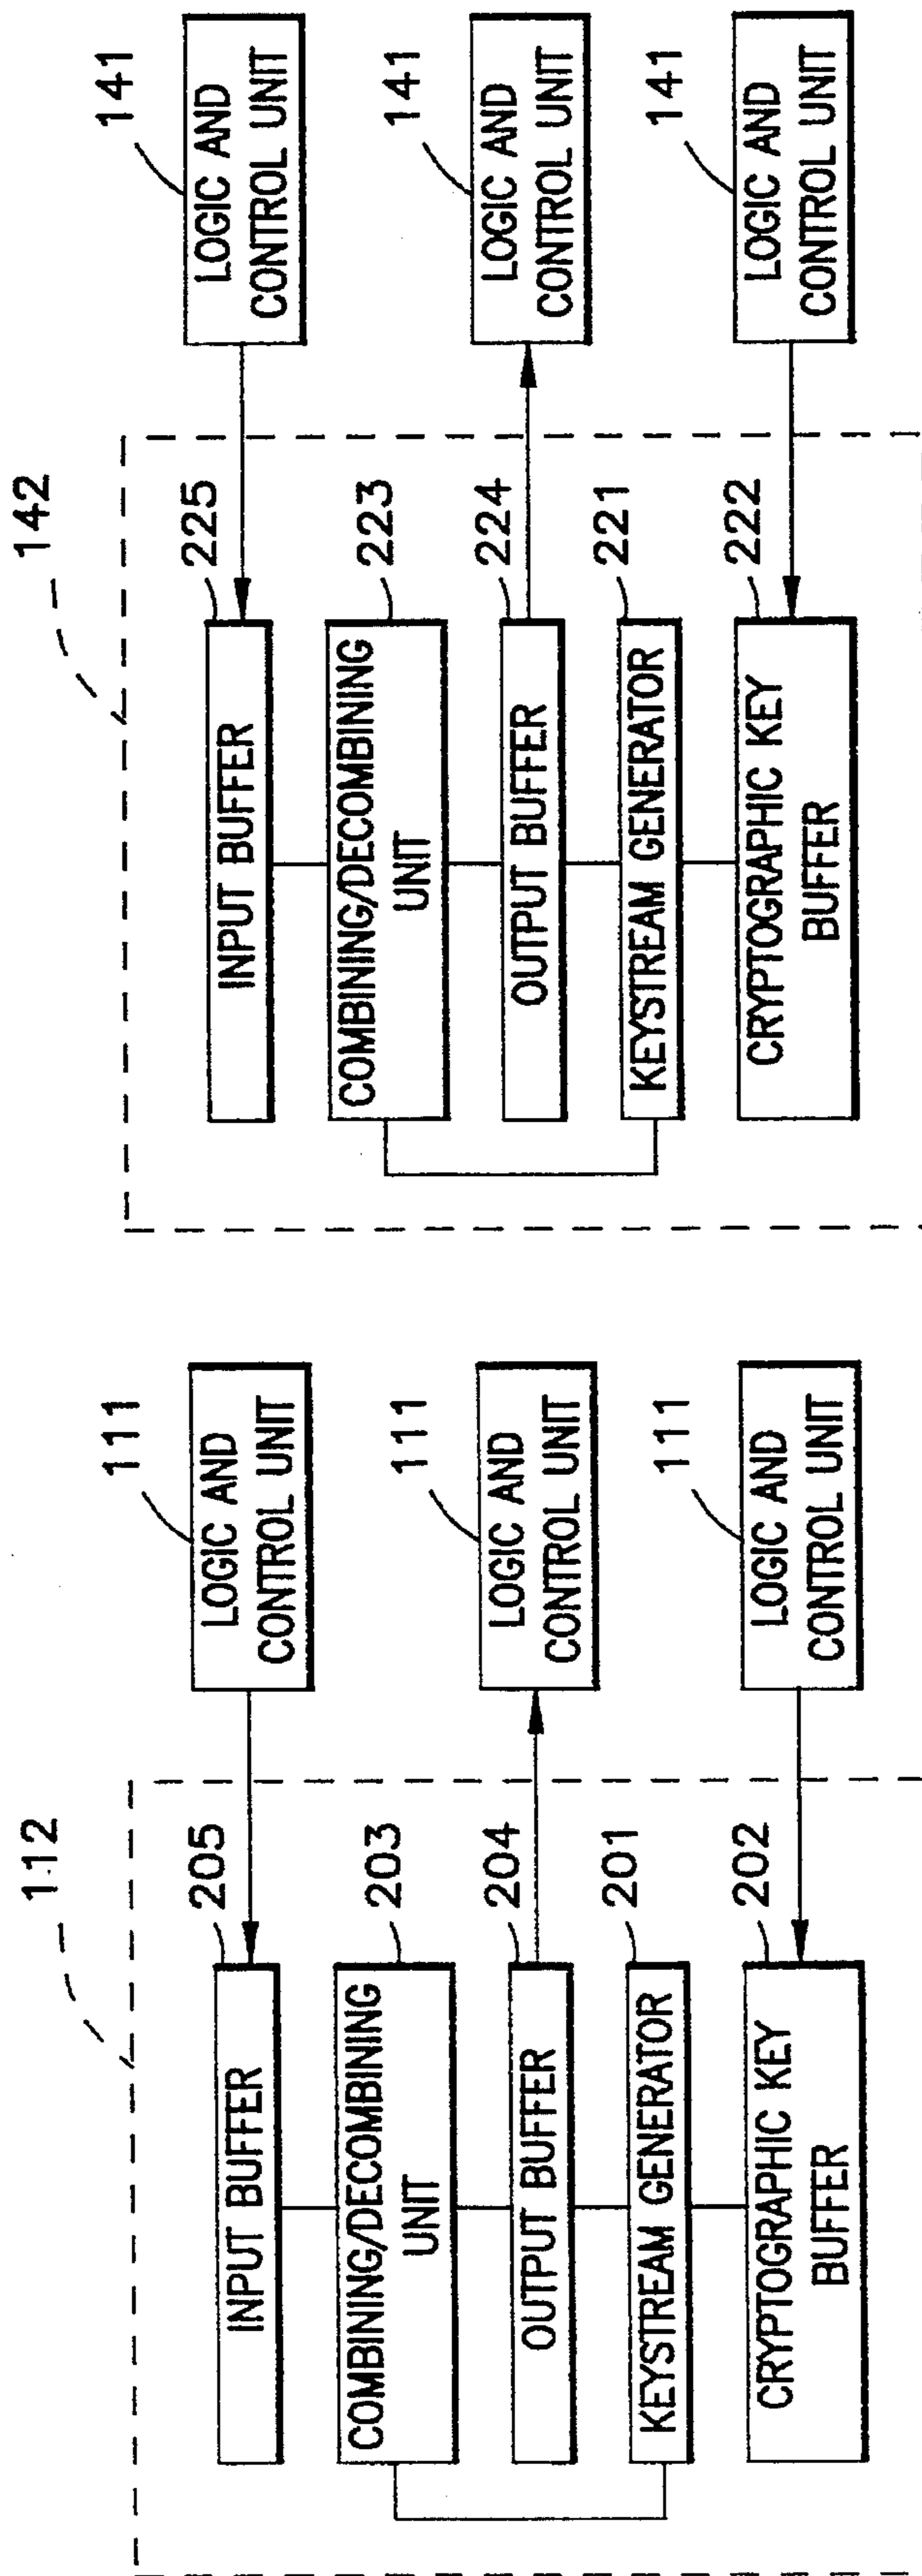 112
205
INPUT BUFFER
LOGIC AND
CONTROL UNIT
111
203
COMBINING/DECOMBINING
UNIT
204
OUTPUT BUFFER
LOGIC AND
CONTROL UNIT
111
201
KEYSTREAM GENERATOR
202
CRYPTOGRAPHIC KEY
BUFFER
LOGIC AND
CONTROL UNIT
111
142
225
INPUT BUFFER
LOGIC AND
CONTROL UNIT
141
223
COMBINING/DECOMBINING
UNIT
224
OUTPUT BUFFER
LOGIC AND
CONTROL UNIT
141
221
KEYSTREAM GENERATOR
222
CRYPTOGRAPHIC KEY
BUFFER
LOGIC AND
CONTROL UNIT
141